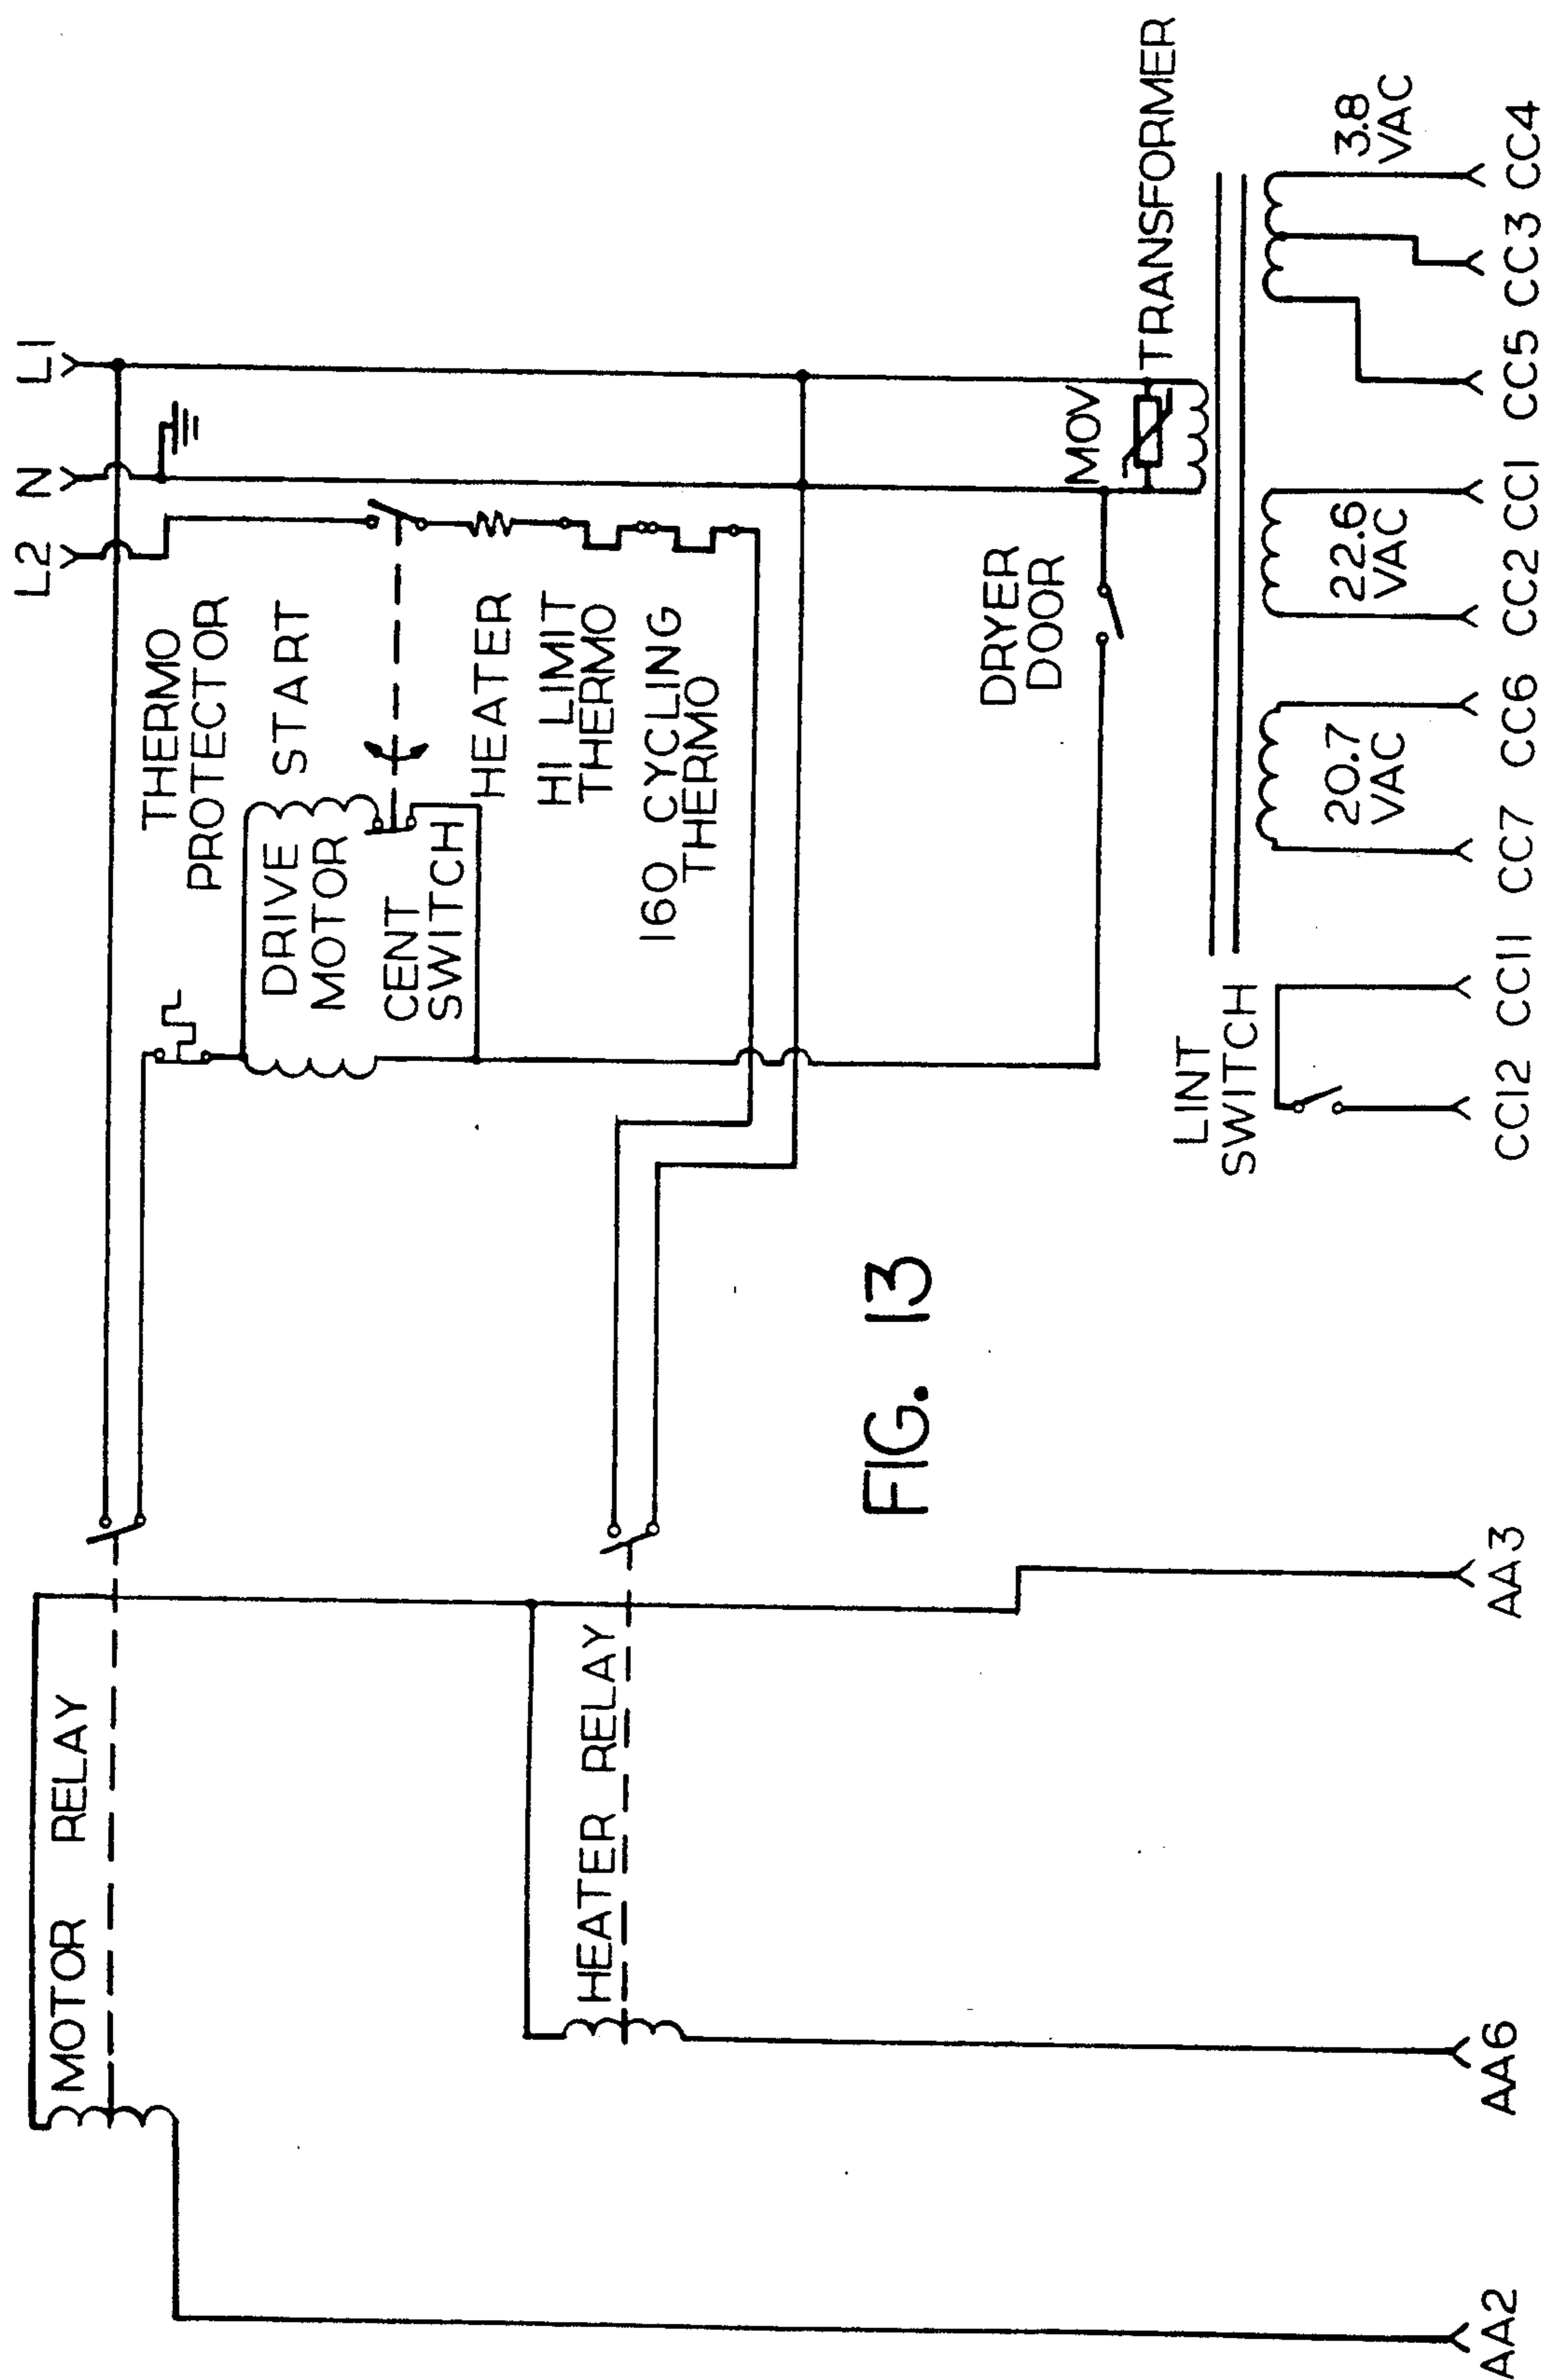 L2
N
L1
THERMO
PROTECTOR
START
DRIVE
MOTOR
CENT
SWITCH
HEATER
HI LIMIT
THERMO
160 CYCLING
THERMO
MOTOR RELAY
HEATER RELAY
DRYER
DOOR
MOV
TRANSFORMER
LINT
SWITCH
20.7
VAC
22.6
VAC
3.8
VAC
AA2
AA6
AA3
CC12
CC11
CC7
CC6
CC2
CC1
CC5
CC3
CC4
FIG. 13